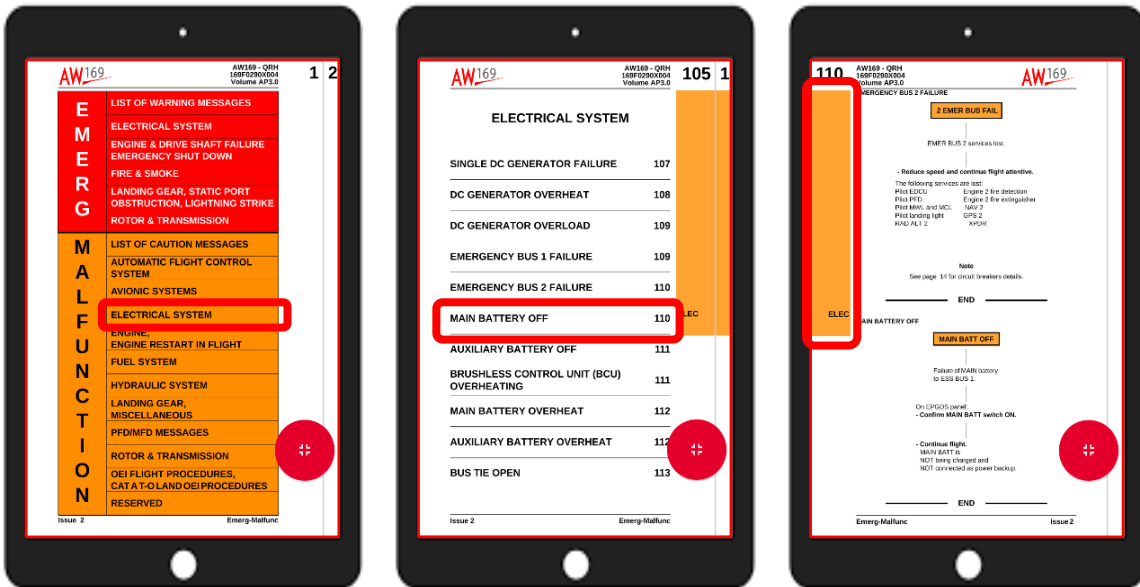 AW169
AW169 - QRH
169F0290X004
Volume AP3.0
1 2
EMERG
LIST OF WARNING MESSAGES
ELECTRICAL SYSTEM
ENGINE & DRIVE SHAFT FAILURE
EMERGENCY SHUT DOWN
FIRE & SMOKE
LANDING GEAR, STATIC PORT
OBSTRUCTION, LIGHTNING STRIKE
ROTOR & TRANSMISSION
MALFUNCTION
LIST OF CAUTION MESSAGES
AUTOMATIC FLIGHT CONTROL
SYSTEM
AVIONIC SYSTEMS
ELECTRICAL SYSTEM
ENGINE,
ENGINE RESTART IN FLIGHT
FUEL SYSTEM
HYDRAULIC SYSTEM
LANDING GEAR,
MISCELLANEOUS
PFD/MFD MESSAGES
ROTOR & TRANSMISSION
OEI FLIGHT PROCEDURES,
CAT A T-O LAND OEI PROCEDURES
RESERVED
Issue 2 Emerg-Malfunc
AW169
AW169 - QRH
169F0290X004
Volume AP3.0
105 1
ELECTRICAL SYSTEM
SINGLE DC GENERATOR FAILURE 107
DC GENERATOR OVERHEAT 108
DC GENERATOR OVERLOAD 109
EMERGENCY BUS 1 FAILURE 109
EMERGENCY BUS 2 FAILURE 110
MAIN BATTERY OFF 110
LEC
AUXILIARY BATTERY OFF 111
BRUSHLESS CONTROL UNIT (BCU)
OVERHEATING 111
MAIN BATTERY OVERHEAT 112
AUXILIARY BATTERY OVERHEAT 112
BUS TIE OPEN 113
Issue 2 Emerg-Malfunc
110
AW169 - QRH
169F0290X004
Volume AP3.0
AW169
MERGENCY BUS 2 FAILURE
2 EMER BUS FAIL
EMER BUS 2 services lost.
- Reduce speed and continue flight attentive.
The following services are lost:
Pilot EDCU Engine 2 fire detection
Pilot PFD Engine 2 fire extinguisher
Pilot MWL and MCL NAV 2
Pilot landing light GPS 2
RAD ALT 2 XPDR
Note
See page 14 for circuit breakers details.
END
ELEC
AIN BATTERY OFF
MAIN BATT OFF
Failure of MAIN battery
to ESS BUS 1.
On EPGDS panel:
- Confirm MAIN BATT switch ON.
- Continue flight.
MAIN BATT is
NOT being charged and
NOT connected as power backup.
END
Emerg-Malfunc Issue 2